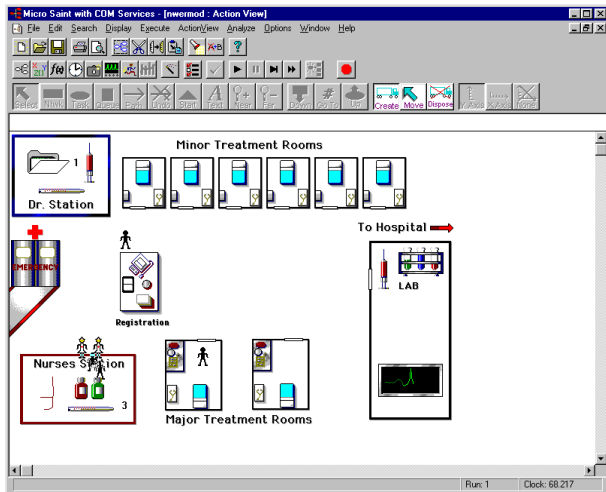 Micro Saint with COM Services - [nwermod : Action View]
File Edit Search Display Execute ActionView Analyze Options Window Help
A+B ?
f(x)
Select Ntwk Task Queue Path Undo Start Text Near Far Down Go To Up Create Move Dispose Y Axis X Axis None
Minor Treatment Rooms
1
Dr. Station
To Hospital
EMERGENCY
LAB
Registration
Nurses Station
3
Major Treatment Rooms
Run: 1 Clock: 68.217